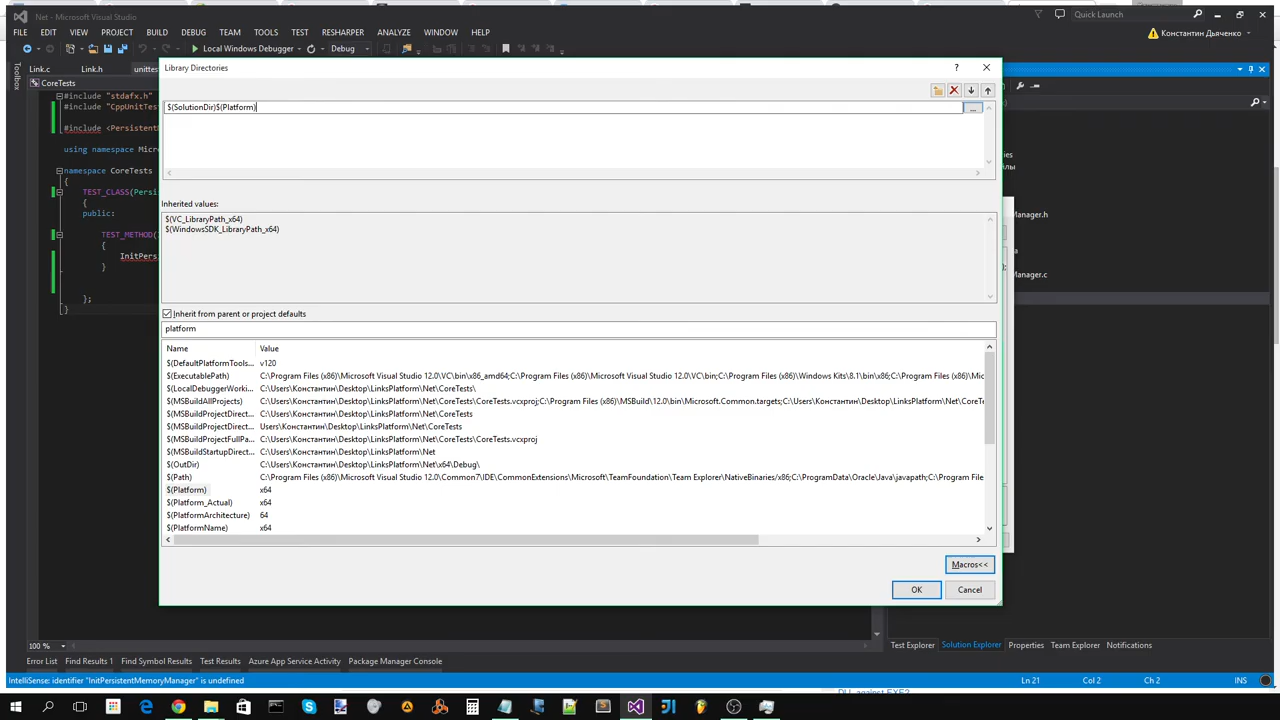 Net - Microsoft Visual Studio
Quick Launch
FILE EDIT VIEW PROJECT BUILD DEBUG TEAM TOOLS TEST RESHARPER ANALYZE WINDOW HELP
Константин Дьяченко
Local Windows Debugger Debug
Toolbox
Link.c Link.h unittes
CoreTests
#include "stdafx.h"
#include "CppUnitTes
#include <Persistent
using namespace Micr
namespace CoreTests
{
TEST_CLASS(Persi
{
public:
TEST_METHOD(
{
InitPers
}
};
}
Library Directories
?
$(SolutionDir)$(Platform)
...
Inherited values:
$(VC_LibraryPath_x64)
$(WindowsSDK_LibraryPath_x64)
Inherit from parent or project defaults
platform
Name Value
$(DefaultPlatformTools... v120
$(ExecutablePath) C:\Program Files (x86)\Microsoft Visual Studio 12.0\VC\bin\x86_amd64;C:\Program Files (x86)\Microsoft Visual Studio 12.0\VC\bin;C:\Program Files (x86)\Windows Kits\8.1\bin\x86;C:\Program Files (x86)\Mic
$(LocalDebuggerWorki... C:\Users\Константин\Desktop\LinksPlatform\Net\CoreTests\
$(MSBuildAllProjects) C:\Users\Константин\Desktop\LinksPlatform\Net\CoreTests\CoreTests.vcxproj;C:\Program Files (x86)\MSBuild\12.0\bin\Microsoft.Common.targets;C:\Users\Константин\Desktop\LinksPlatform\Net\CoreTe
$(MSBuildProjectDirect... C:\Users\Константин\Desktop\LinksPlatform\Net\CoreTests
$(MSBuildProjectDirect... Users\Константин\Desktop\LinksPlatform\Net\CoreTests
$(MSBuildProjectFullPa... C:\Users\Константин\Desktop\LinksPlatform\Net\CoreTests\CoreTests.vcxproj
$(MSBuildStartupDirect... C:\Users\Константин\Desktop\LinksPlatform\Net
$(OutDir) C:\Users\Константин\Desktop\LinksPlatform\Net\x64\Debug\
$(Path) C:\Program Files (x86)\Microsoft Visual Studio 12.0\Common7\IDE\CommonExtensions\Microsoft\TeamFoundation\Team Explorer\NativeBinaries/x86;C:\ProgramData\Oracle\Java\javapath;C:\Program Files
$(Platform) x64
$(Platform_Actual) x64
$(PlatformArchitecture) 64
$(PlatformName) x64
Macros<<
OK Cancel
Manager.h
Manager.c
100 %
Test Explorer Solution Explorer Properties Team Explorer Notifications
Error List Find Results 1 Find Symbol Results Test Results Azure App Service Activity Package Manager Console
IntelliSense: identifier "InitPersistentMemoryManager" is undefined Ln 21 Col 2 Ch 2 INS